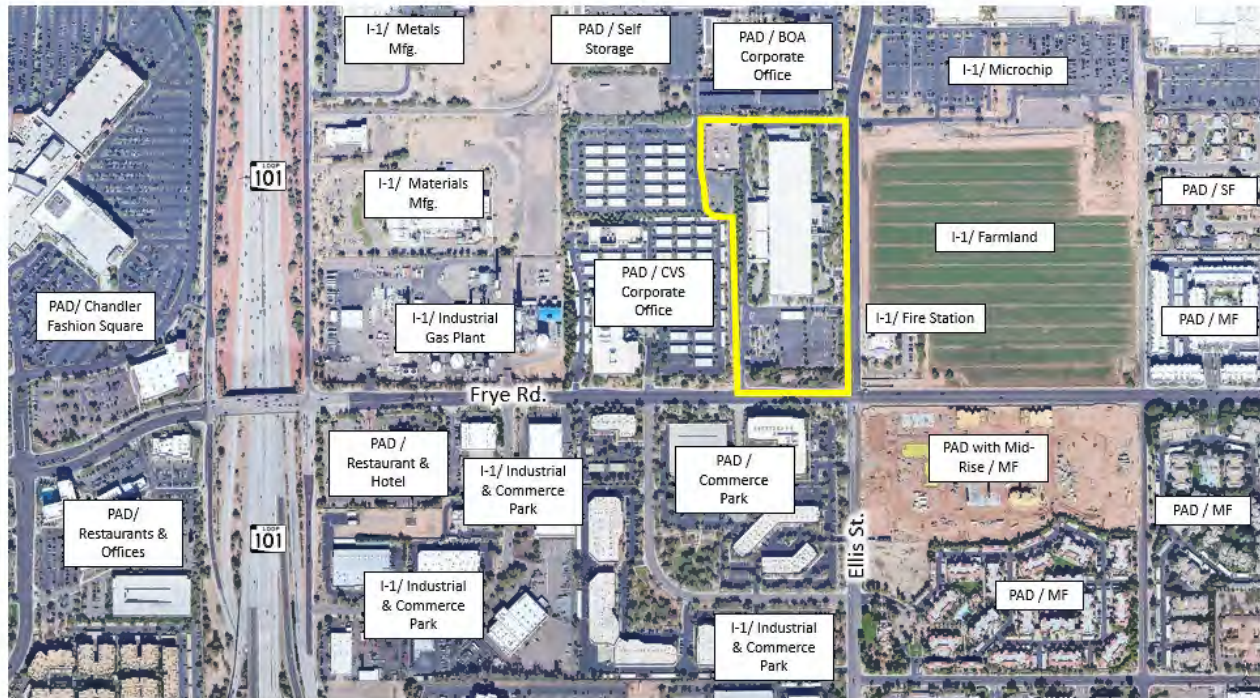 I-1/ Metals
Mfg.
PAD / Self
Storage
PAD / BOA
Corporate
Office
I-1/ Microchip
LOOP
101
I-1/ Materials
Mfg.
PAD / SF
I-1/ Farmland
PAD/ Chandler
Fashion Square
I-1/ Industrial
Gas Plant
PAD / CVS
Corporate
Office
I-1/ Fire Station
PAD / MF
Frye Rd.
PAD /
Restaurant &
Hotel
I-1/ Industrial
& Commerce
Park
PAD /
Commerce
Park
PAD with Mid-
Rise / MF
PAD/
Restaurants &
Offices
LOOP
101
PAD / MF
Ellis St.
I-1/ Industrial
& Commerce
Park
PAD / MF
I-1/ Industrial
& Commerce
Park